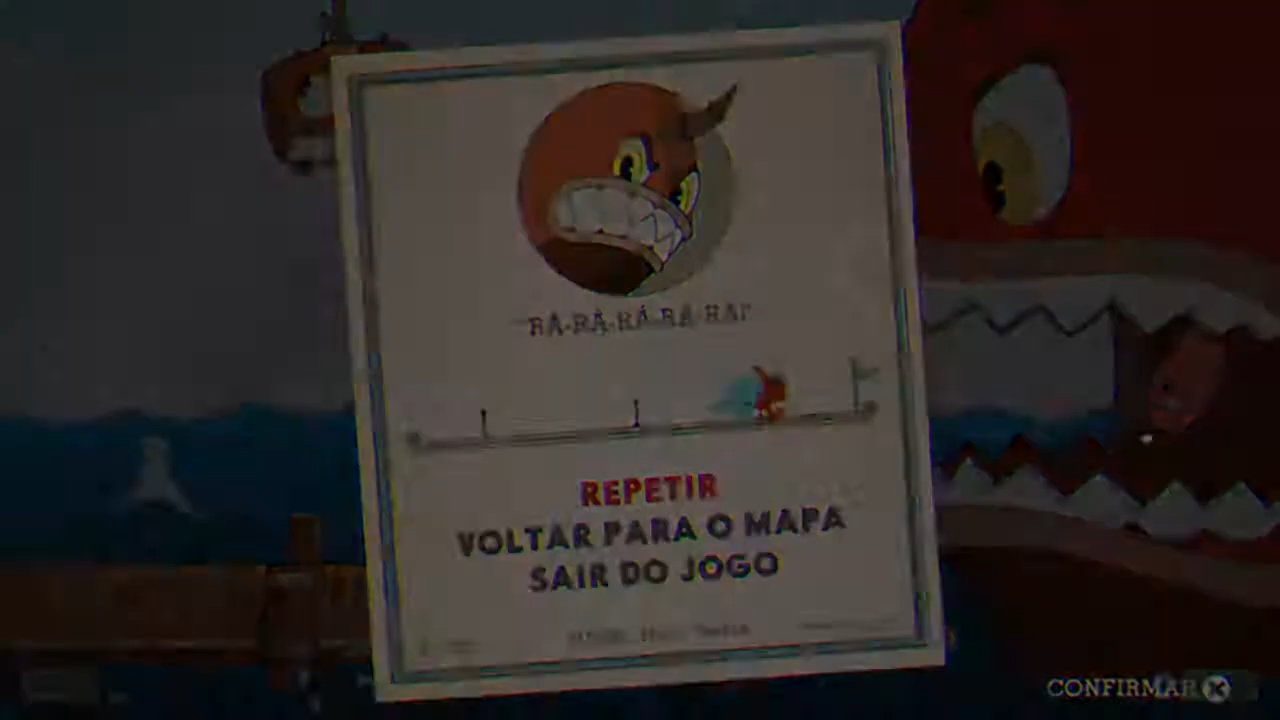 "RÁ-RÁ-RÁ-RÁ-RÁ!"
REPETIR
VOLTAR PARA O MAPA
SAIR DO JOGO
CONFIRMAR